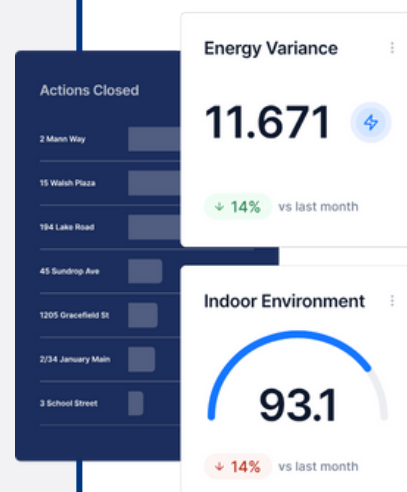 Actions Closed
2 Mann Way
15 Walsh Plaza
194 Lake Road
45 Sundrop Ave
1205 Gracefield St
2/34 January Main
3 School Street
Energy Variance
11.671
14% vs last month
Indoor Environment
93.1
14% vs last month